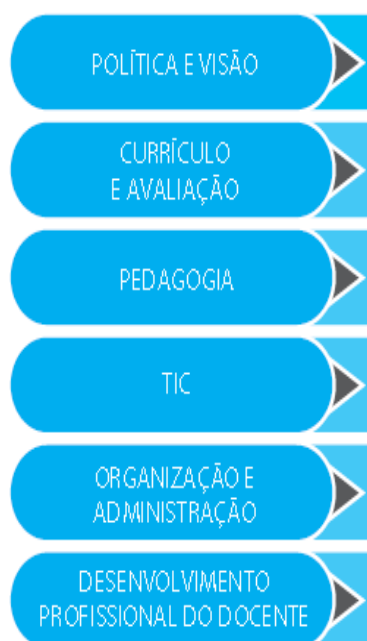 POLÍTICA E VISÃO
CURRÍCULO
E AVALIAÇÃO
PEDAGOGIA
TIC
ORGANIZAÇÃO E
ADMINISTRAÇÃO
DESENVOLVIMENTO
PROFISSIONAL DO DOCENTE